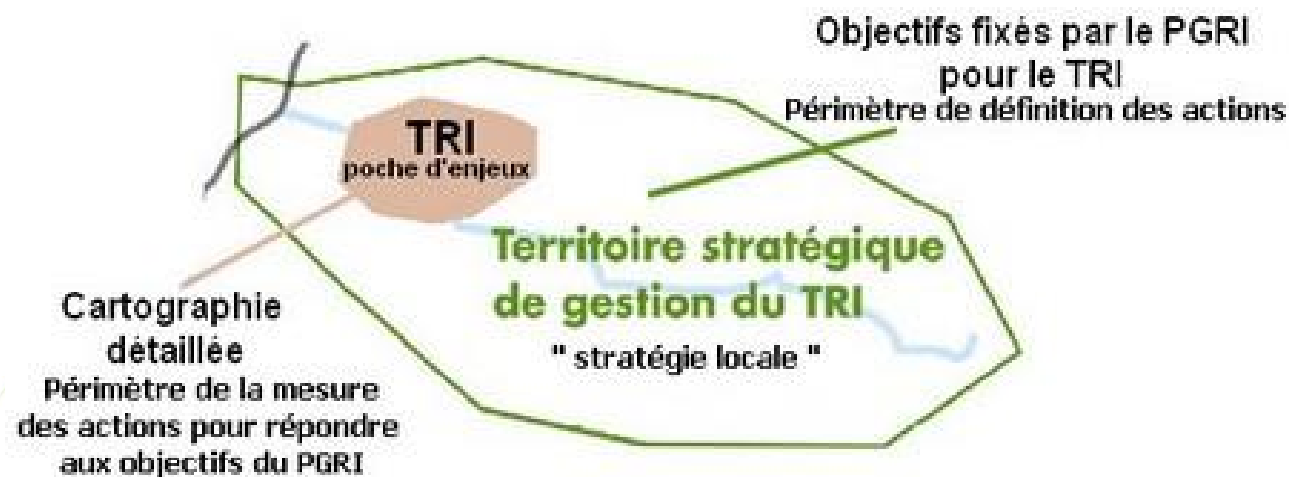 Objectifs fixés par le PGRI
pour le TRI
Périmètre de définition des actions
TRI
poche d'enjeux
Territoire stratégique
de gestion du TRI
" stratégie locale "
Cartographie
détaillée
Périmètre de la mesure
des actions pour répondre
aux objectifs du PGRI